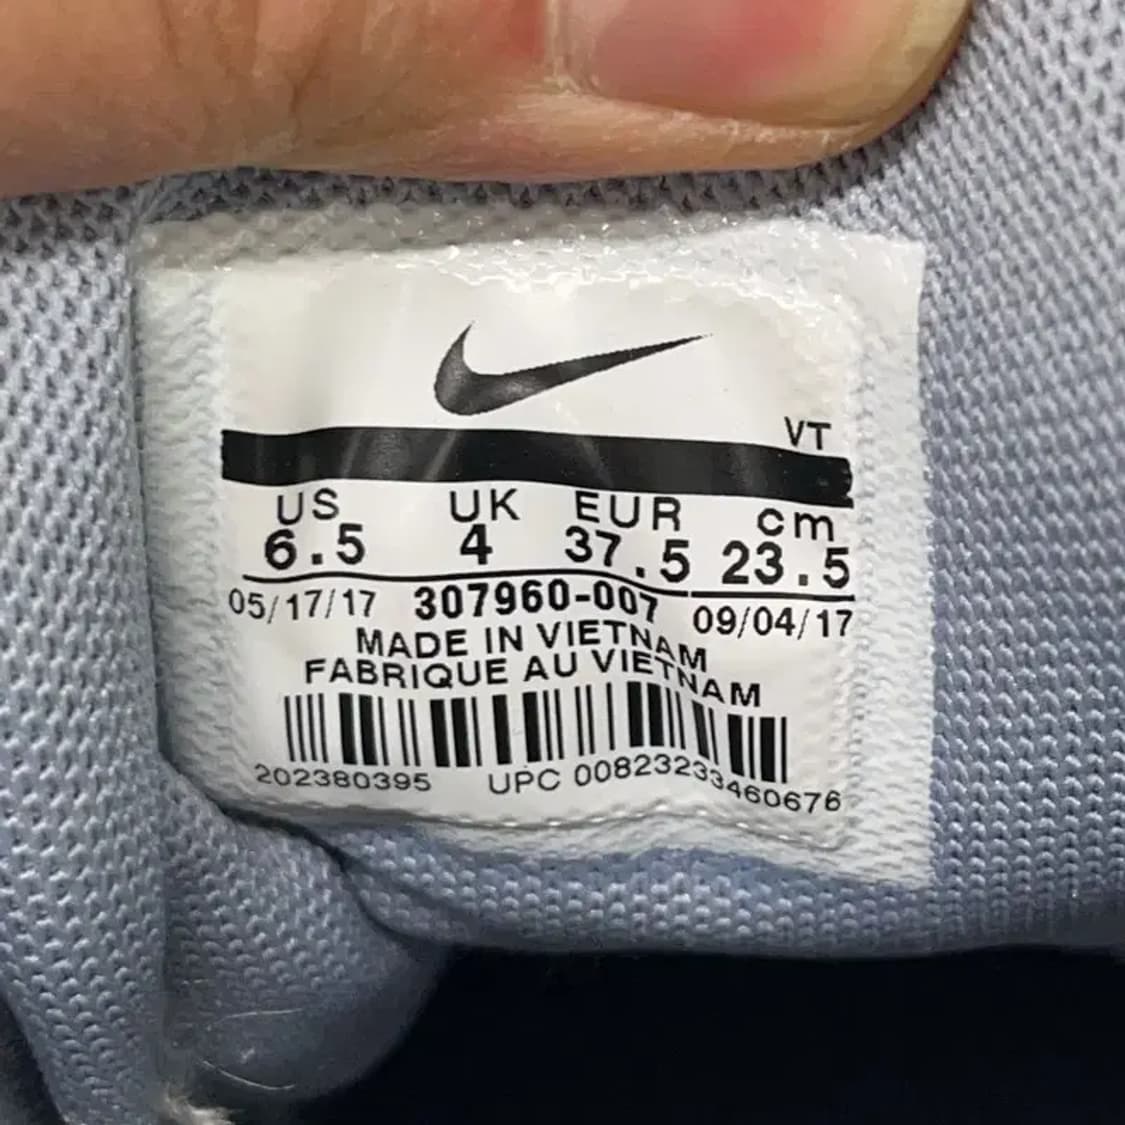 VT
US UK EUR cm
6.5 4 37.5 23.5
05/17/17 307960-007 09/04/17
MADE IN VIETNAM
FABRIQUE AU VIETNAM
202380395 UPC 00823233460676